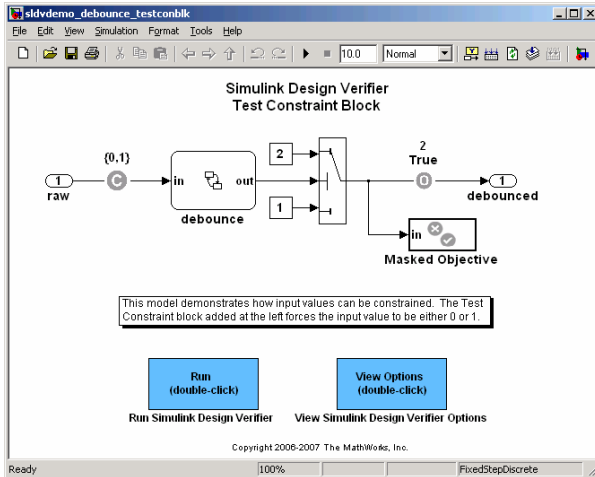 sldvdemo_debounce_testconblk
File Edit View Simulation Format Tools Help
10.0 Normal
Simulink Design Verifier
Test Constraint Block
{0,1}
2
2
True
1
C
in
out
O
1
raw
debounce
1
debounced
in
Masked Objective
This model demonstrates how input values can be constrained. The Test
Constraint block added at the left forces the input value to be either 0 or 1.
Run
(double-click)
View Options
(double-click)
Run Simulink Design Verifier
View Simulink Design Verifier Options
Copyright 2006-2007 The MathWorks, Inc.
Ready
100%
FixedStepDiscrete